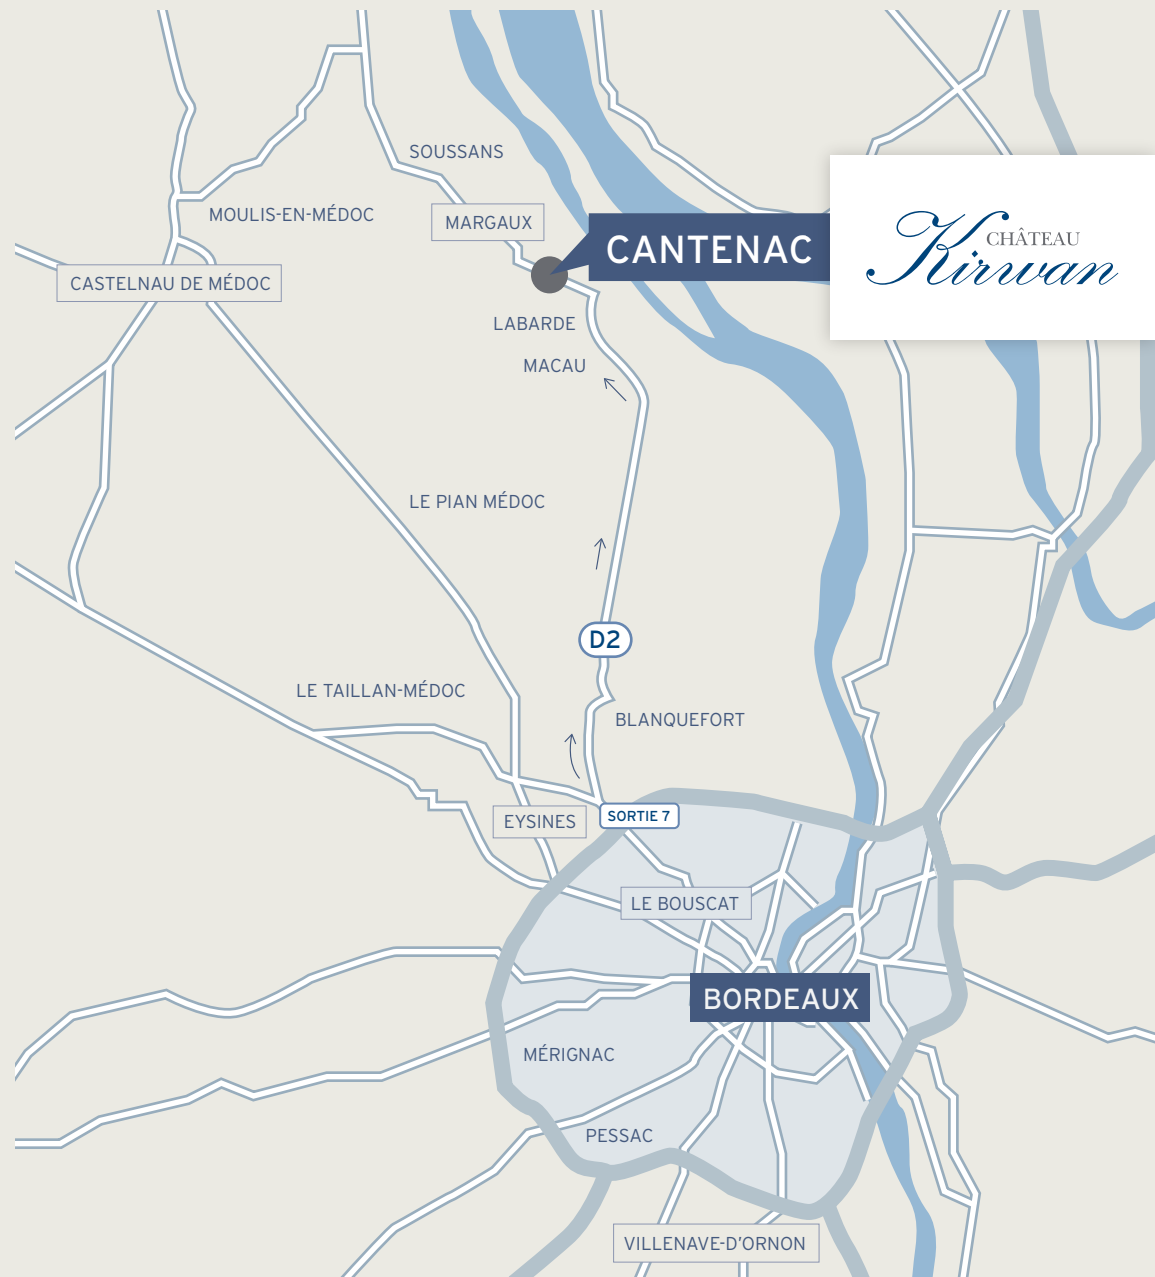 SOUSSANS
MOULIS-EN-MÉDOC
MARGAUX
CANTENAC
CHÂTEAU
Kirwan
CASTELNAU DE MÉDOC
LABARDE
MACAU
LE PIAN MÉDOC
D2
LE TAILLAN-MÉDOC
BLANQUEFORT
EYSINES
SORTIE 7
LE BOUSCAT
BORDEAUX
MÉRIGNAC
PESSAC
VILLENAVE-D’ORNON